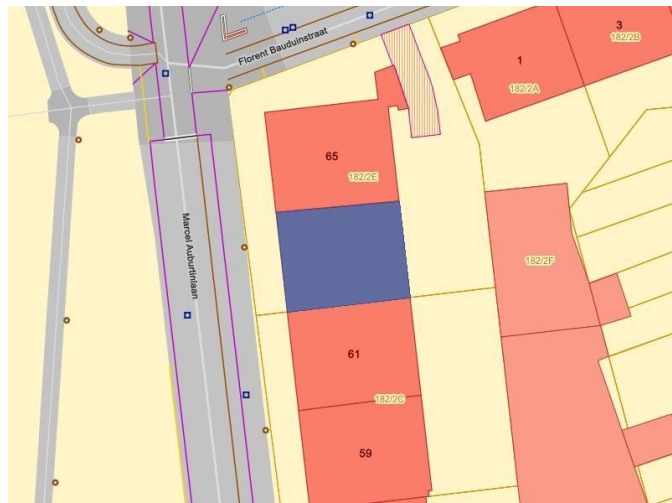 3
182/2B
Florent Bauduinstraat
1
182/2A
65
182/2E
Marcel Auburtinlaan
182/2F
61
182/2C
59